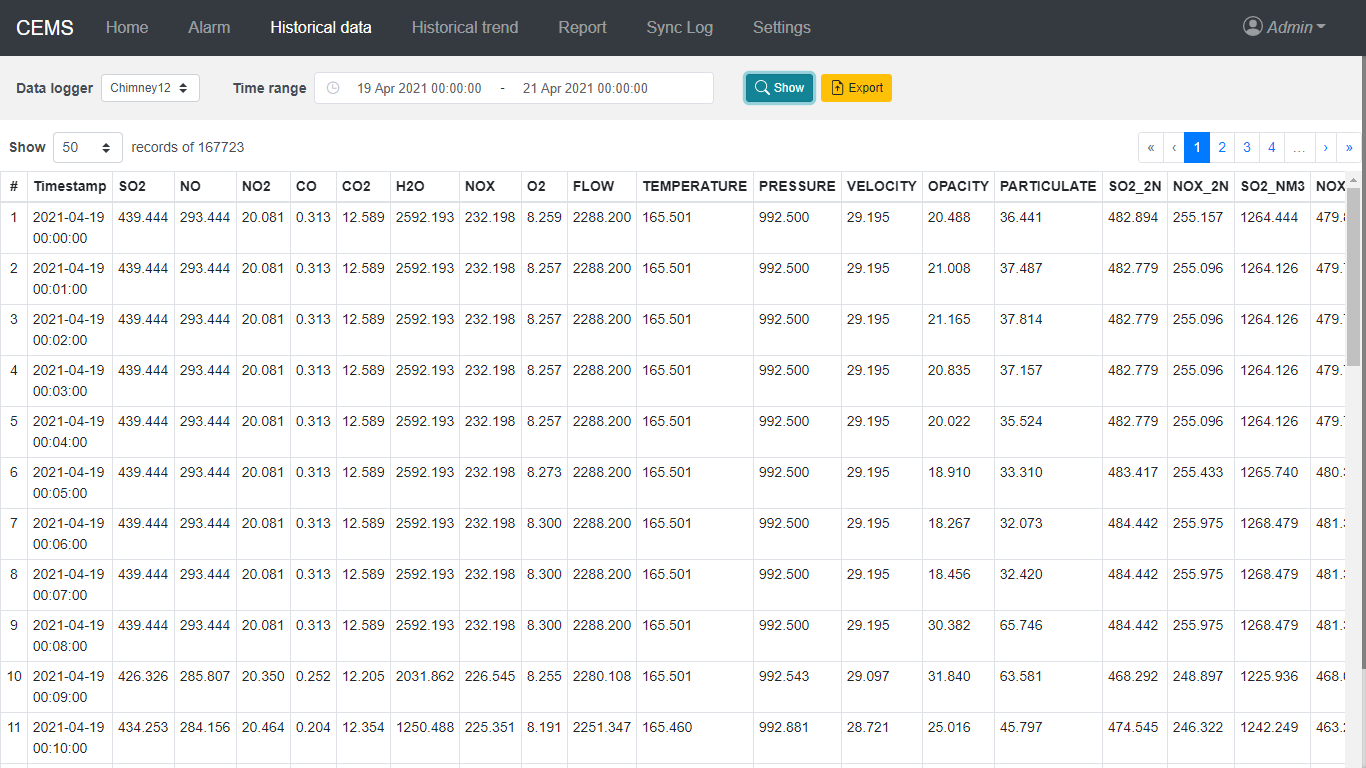 CEMS Home Alarm Historical data Historical trend Report Sync Log Settings Admin
Data logger Chimney12 Time range 19 Apr 2021 00:00:00 - 21 Apr 2021 00:00:00 Show Export
Show 50 records of 167723 « ‹ 1 2 3 4 … › »
# Timestamp SO2 NO NO2 CO CO2 H2O NOX O2 FLOW TEMPERATURE PRESSURE VELOCITY OPACITY PARTICULATE SO2_2N NOX_2N SO2_NM3 NOX
1 2021-04-19 439.444 293.444 20.081 0.313 12.589 2592.193 232.198 8.259 2288.200 165.501 992.500 29.195 20.488 36.441 482.894 255.157 1264.444 479.
00:00:00
2 2021-04-19 439.444 293.444 20.081 0.313 12.589 2592.193 232.198 8.257 2288.200 165.501 992.500 29.195 21.008 37.487 482.779 255.096 1264.126 479.
00:01:00
3 2021-04-19 439.444 293.444 20.081 0.313 12.589 2592.193 232.198 8.257 2288.200 165.501 992.500 29.195 21.165 37.814 482.779 255.096 1264.126 479.
00:02:00
4 2021-04-19 439.444 293.444 20.081 0.313 12.589 2592.193 232.198 8.257 2288.200 165.501 992.500 29.195 20.835 37.157 482.779 255.096 1264.126 479.
00:03:00
5 2021-04-19 439.444 293.444 20.081 0.313 12.589 2592.193 232.198 8.257 2288.200 165.501 992.500 29.195 20.022 35.524 482.779 255.096 1264.126 479.
00:04:00
6 2021-04-19 439.444 293.444 20.081 0.313 12.589 2592.193 232.198 8.273 2288.200 165.501 992.500 29.195 18.910 33.310 483.417 255.433 1265.740 480.
00:05:00
7 2021-04-19 439.444 293.444 20.081 0.313 12.589 2592.193 232.198 8.300 2288.200 165.501 992.500 29.195 18.267 32.073 484.442 255.975 1268.479 481.
00:06:00
8 2021-04-19 439.444 293.444 20.081 0.313 12.589 2592.193 232.198 8.300 2288.200 165.501 992.500 29.195 18.456 32.420 484.442 255.975 1268.479 481.
00:07:00
9 2021-04-19 439.444 293.444 20.081 0.313 12.589 2592.193 232.198 8.300 2288.200 165.501 992.500 29.195 30.382 65.746 484.442 255.975 1268.479 481.
00:08:00
10 2021-04-19 426.326 285.807 20.350 0.252 12.205 2031.862 226.545 8.255 2280.108 165.501 992.543 29.097 31.840 63.581 468.292 248.897 1225.936 468.
00:09:00
11 2021-04-19 434.253 284.156 20.464 0.204 12.354 1250.488 225.351 8.191 2251.347 165.460 992.881 28.721 25.016 45.797 474.545 246.322 1242.249 463.
00:10:00